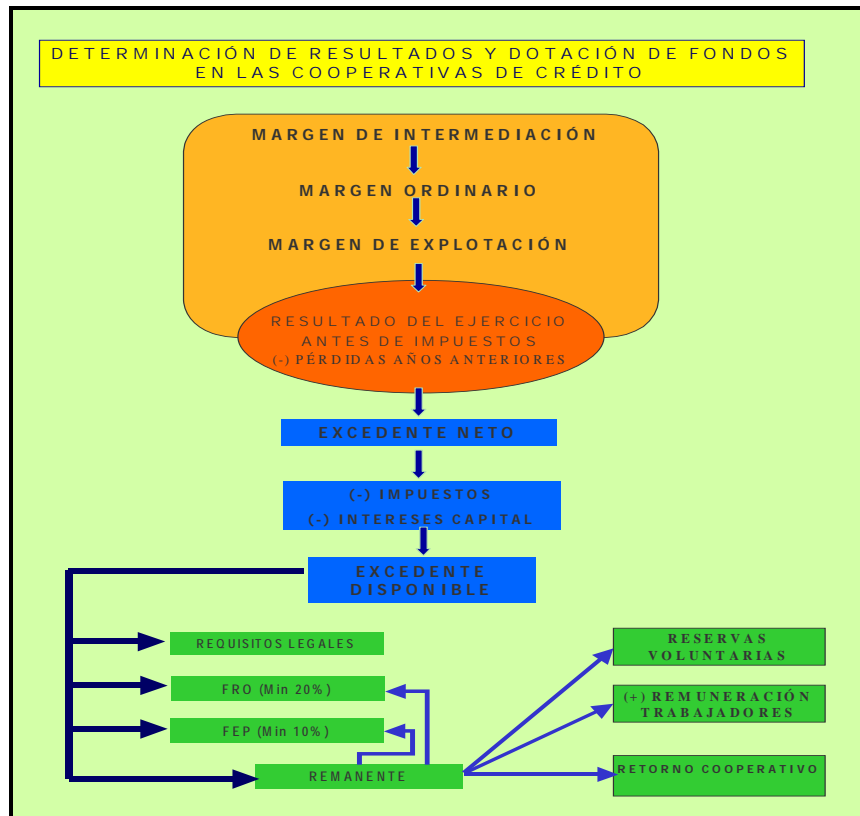 DETERMINACIÓN DE RESULTADOS Y DOTACIÓN DE FONDOS
EN LAS COOPERATIVAS DE CRÉDITO
MARGEN DE INTERMEDIACIÓN
MARGEN ORDINARIO
MARGEN DE EXPLOTACIÓN
RESULTADO DEL EJERCICIO
ANTES DE IMPUESTOS
(-) PÉRDIDAS AÑOS ANTERIORES
EXCEDENTE NETO
(-) IMPUESTOS
(-) INTERESES CAPITAL
EXCEDENTE
DISPONIBLE
REQUISITOS LEGALES
FRO (Min 20%)
FEP (Min 10%)
REMANENTE
RESERVAS
VOLUNTARIAS
(+) REMUNERACIÓN
TRABAJADORES
RETORNO COOPERATIVO